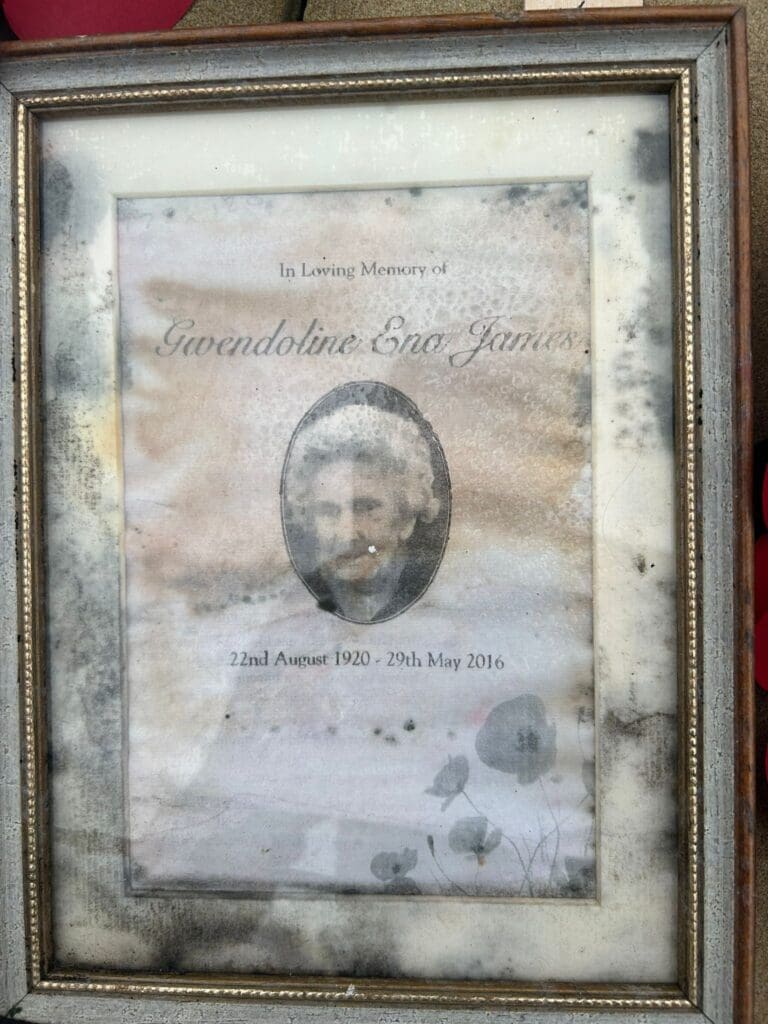 In Loving Memory of
Gwendoline Ena James
22nd August 1920 - 29th May 2016